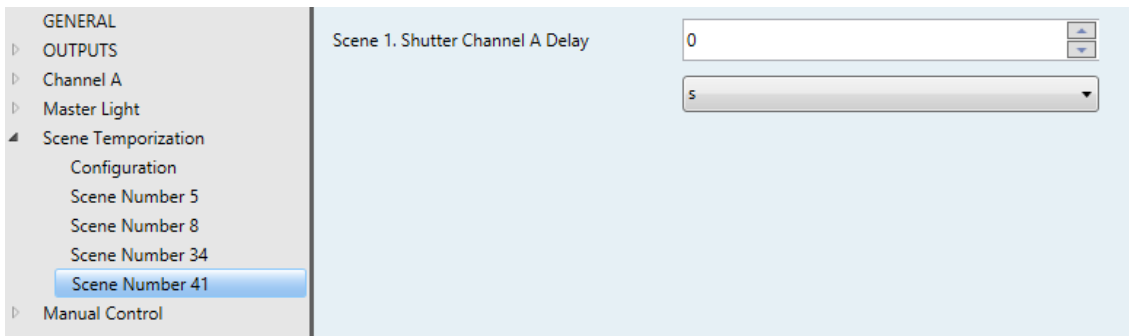 GENERAL
OUTPUTS
Channel A
Master Light
Scene Temporization
Configuration
Scene Number 5
Scene Number 8
Scene Number 34
Scene Number 41
Manual Control
Scene 1. Shutter Channel A Delay
0
s